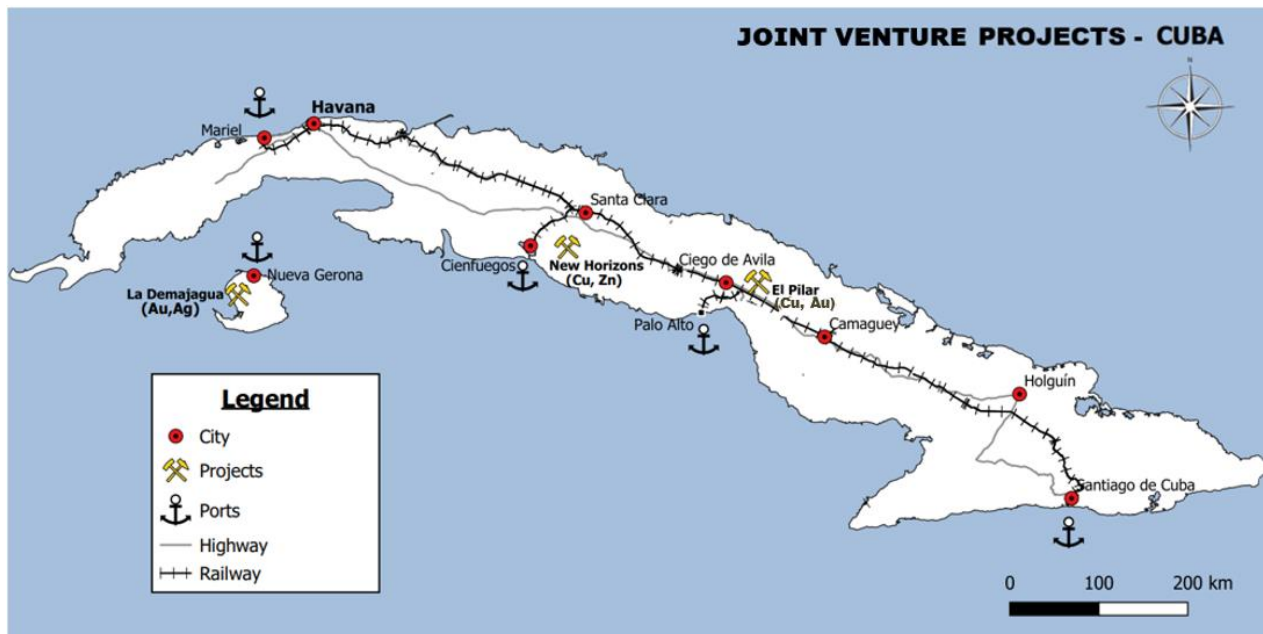 JOINT VENTURE PROJECTS - CUBA
N
Havana
Mariel
Santa Clara
Cienfuegos
New Horizons
(Cu, Zn)
Ciego de Avila
El Pilar
(Cu, Au)
Nueva Gerona
La Demajagua
(Au,Ag)
Palo Alto
Camaguey
Holguín
Santiago de Cuba
Legend
City
Projects
Ports
Highway
Railway
0 100 200 km